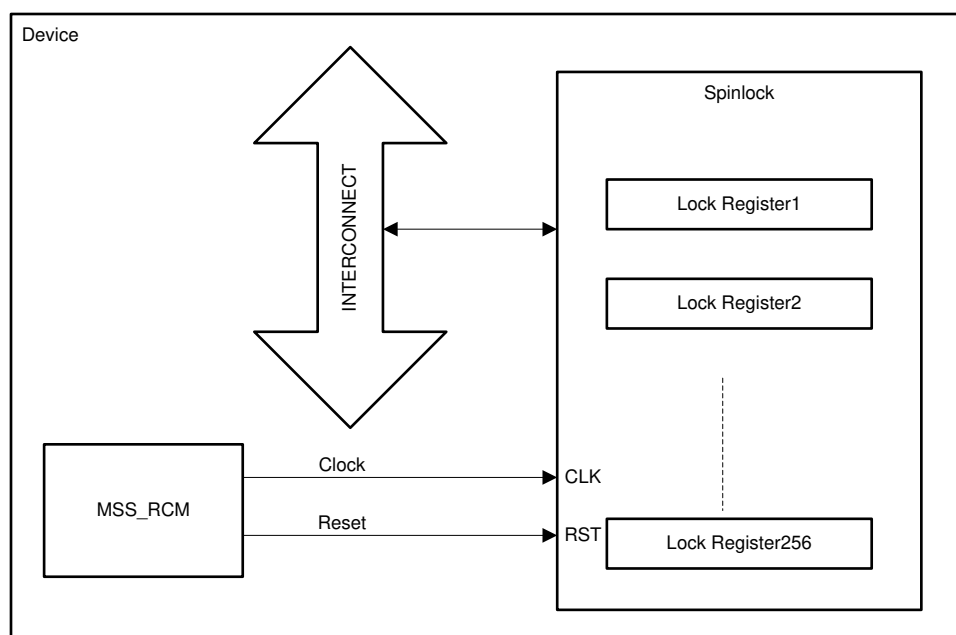 Device
Spinlock
Lock Register1
INTERCONNECT
Lock Register2
Clock
CLK
MSS_RCM
Reset
RST
Lock Register256